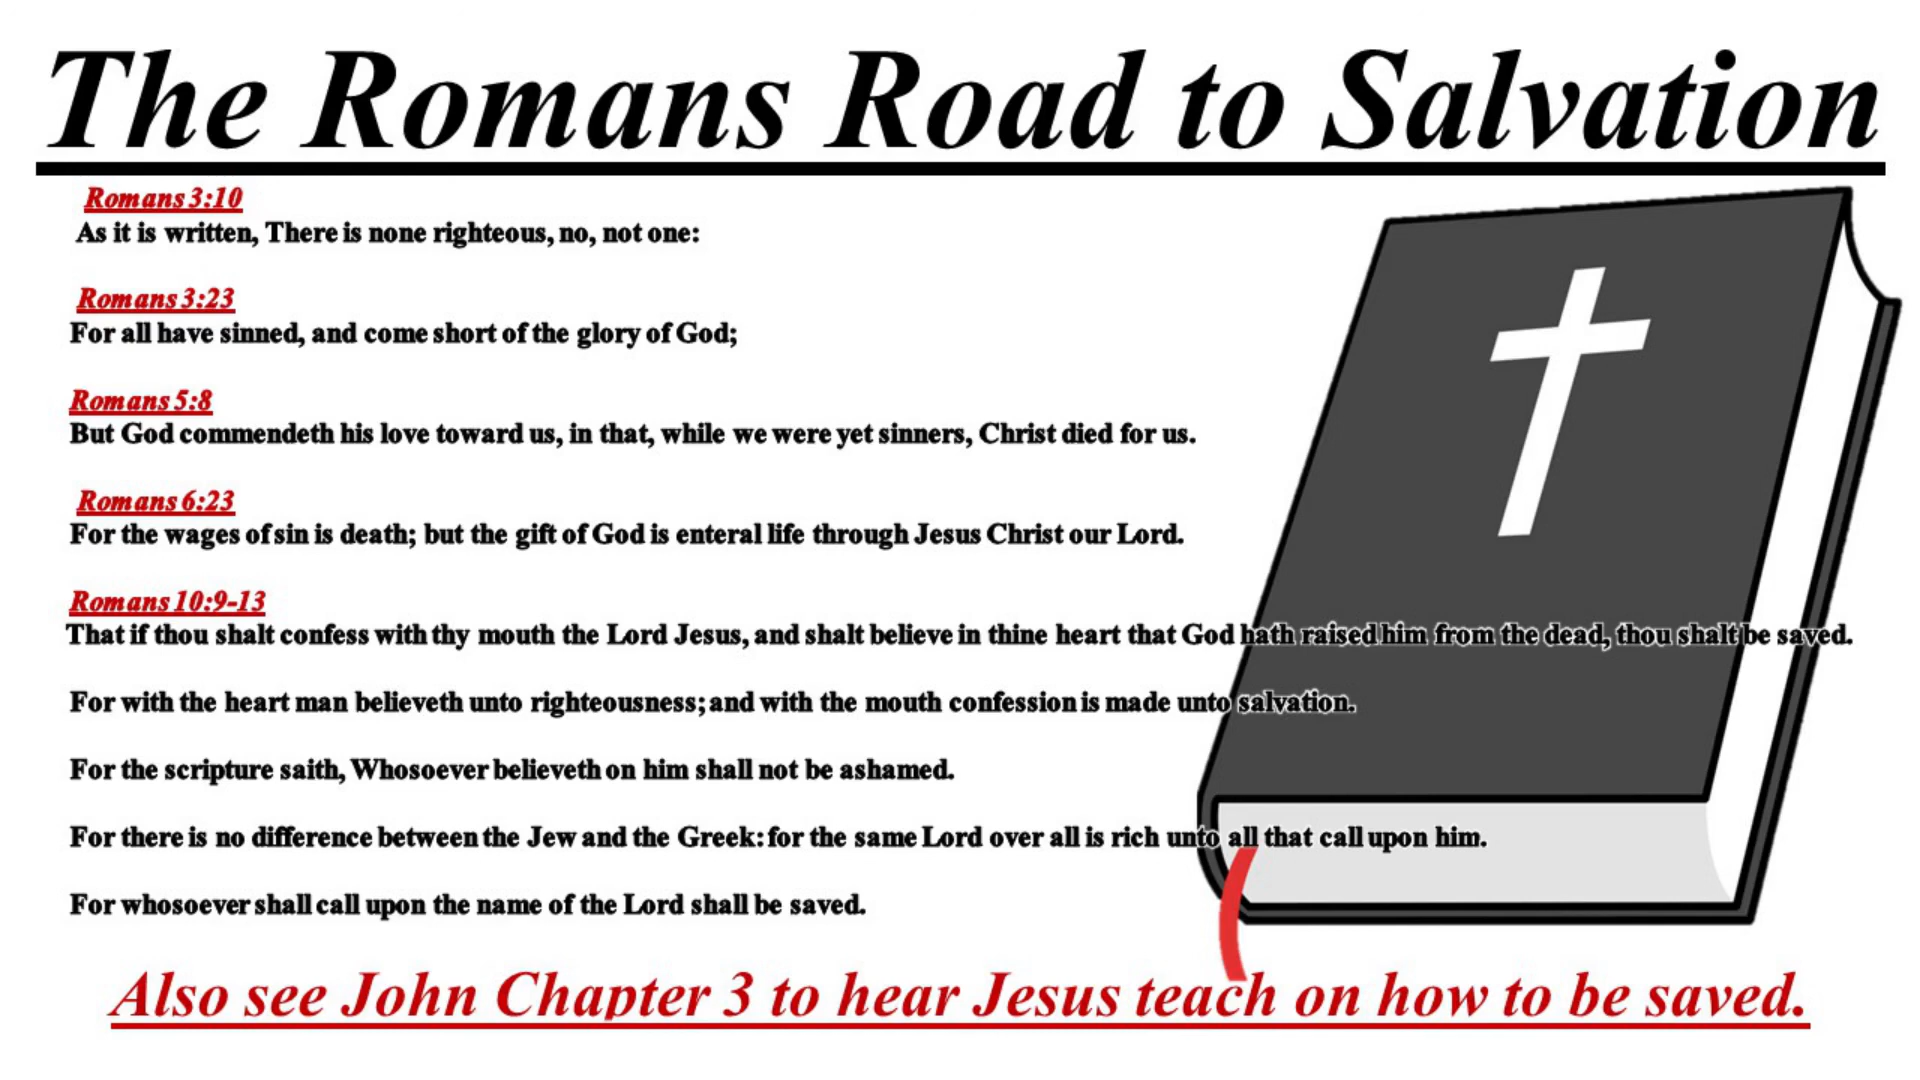 The Romans Road to Salvation
Romans 3:10
As it is written, There is none righteous, no, not one:
Romans 3:23
For all have sinned, and come short of the glory of God;
Romans 5:8
But God commendeth his love toward us, in that, while we were yet sinners, Christ died for us.
Romans 6:23
For the wages of sin is death; but the gift of God is enteral life through Jesus Christ our Lord.
Romans 10:9-13
That if thou shalt confess with thy mouth the Lord Jesus, and shalt believe in thine heart that God hath raised him from the dead, thou shalt be saved.
For with the heart man believeth unto righteousness; and with the mouth confession is made unto salvation.
For the scripture saith, Whosoever believeth on him shall not be ashamed.
For there is no difference between the Jew and the Greek: for the same Lord over all is rich unto all that call upon him.
For whosoever shall call upon the name of the Lord shall be saved.
Also see John Chapter 3 to hear Jesus teach on how to be saved.